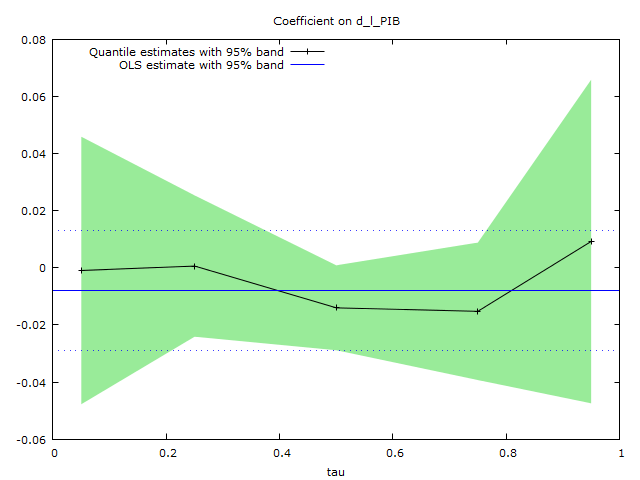 Coefficient on d_l_PIB
0.08
Quantile estimates with 95% band
OLS estimate with 95% band
0.06
0.04
0.02
0
-0.02
-0.04
-0.06
0 0.2 0.4 0.6 0.8 1
tau